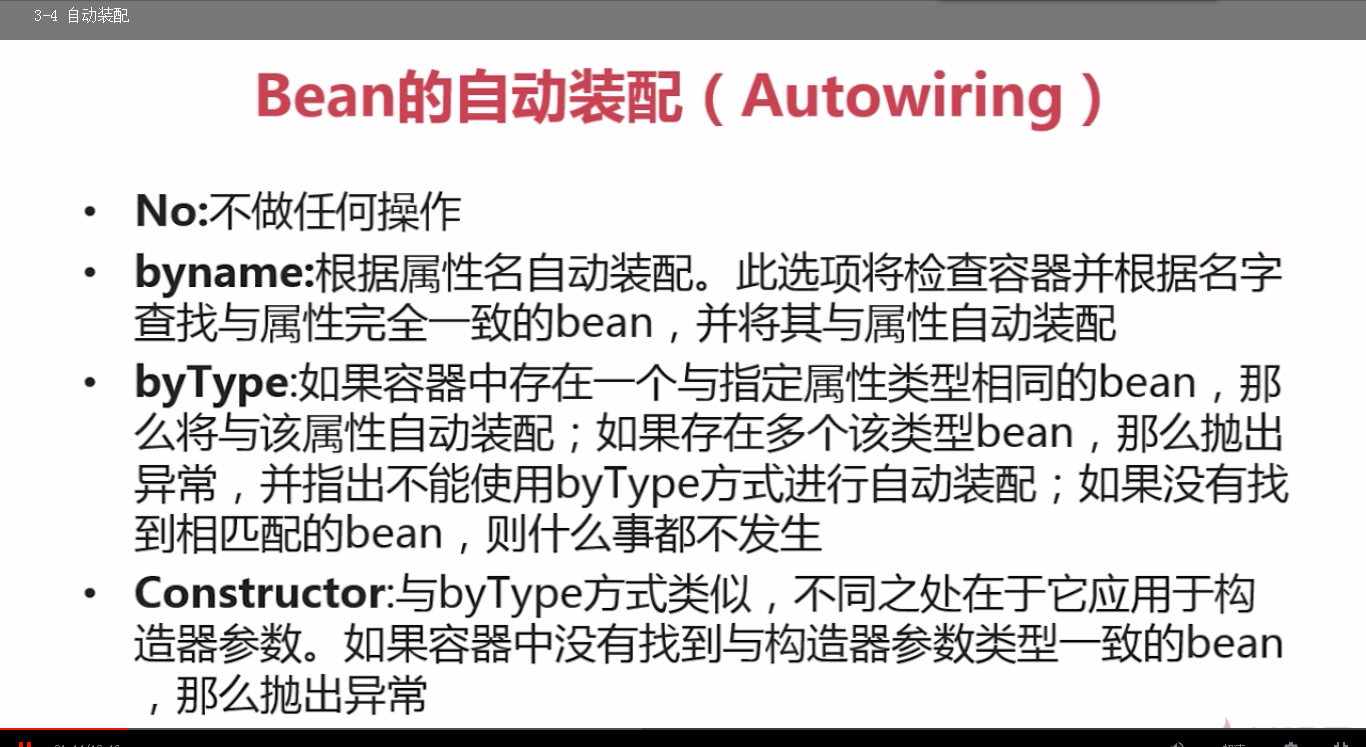 3-4 自动装配
Bean的自动装配（Autowiring）
• No:不做任何操作
• byname:根据属性名自动装配。此选项将检查容器并根据名字
查找与属性完全一致的bean，并将其与属性自动装配
• byType:如果容器中存在一个与指定属性类型相同的bean，那
么将与该属性自动装配；如果存在多个该类型bean，那么抛出
异常，并指出不能使用byType方式进行自动装配；如果没有找
到相匹配的bean，则什么事都不发生
• Constructor:与byType方式类似，不同之处在于它应用于构
造器参数。如果容器中没有找到与构造器参数类型一致的bean
，那么抛出异常